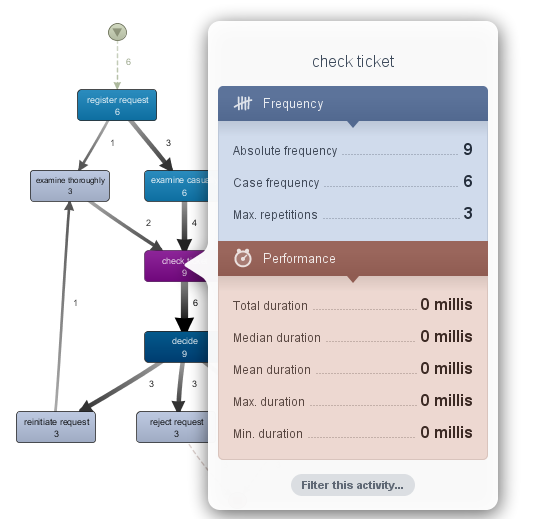 6
register request
6
1
3
examine thoroughly
3
examine casua
6
2
4
check t
9
1
6
decide
9
3
3
reinitiate request
3
reject request
3
check ticket
Frequency
Absolute frequency 9
Case frequency 6
Max. repetitions 3
Performance
Total duration 0 millis
Median duration 0 millis
Mean duration 0 millis
Max. duration 0 millis
Min. duration 0 millis
Filter this activity...